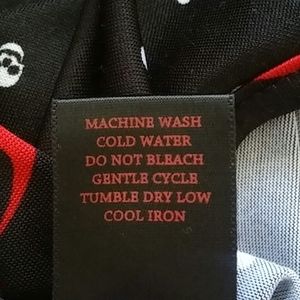 MACHINE WASH
COLD WATER
DO NOT BLEACH
GENTLE CYCLE
TUMBLE DRY LOW
COOL IRON